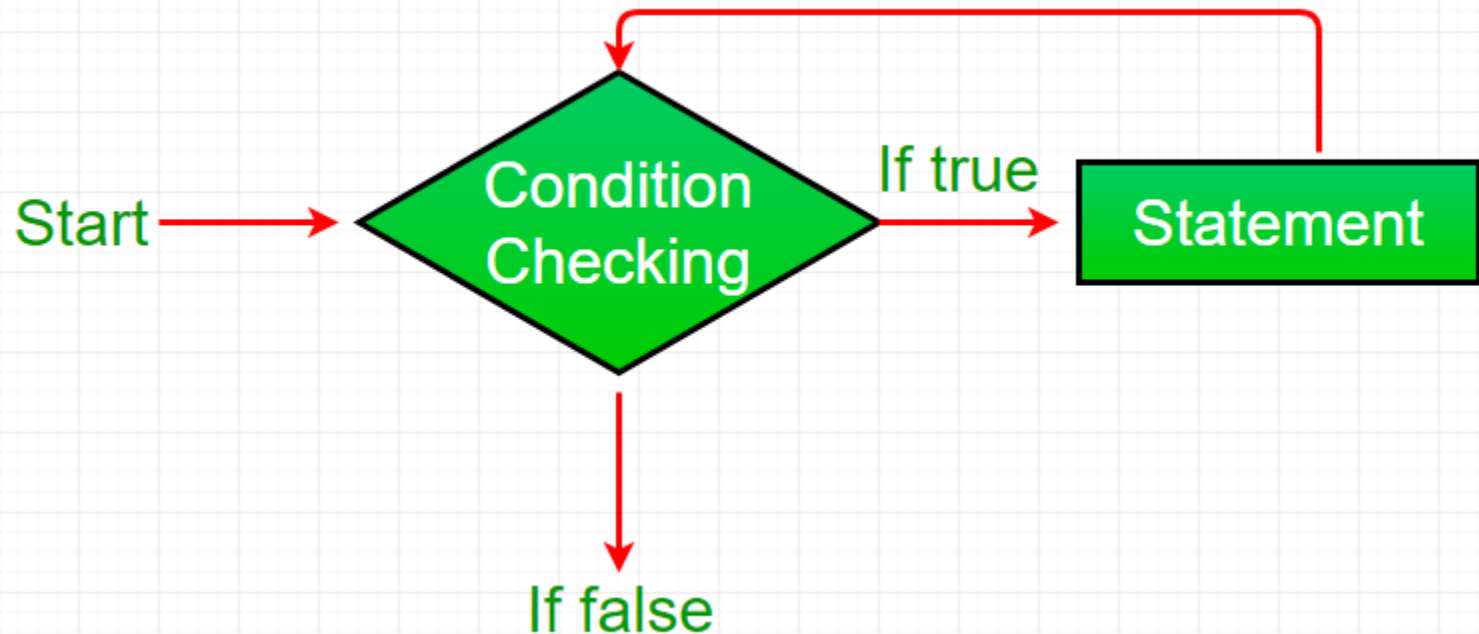 Start
Condition
Checking
If true
Statement
If false